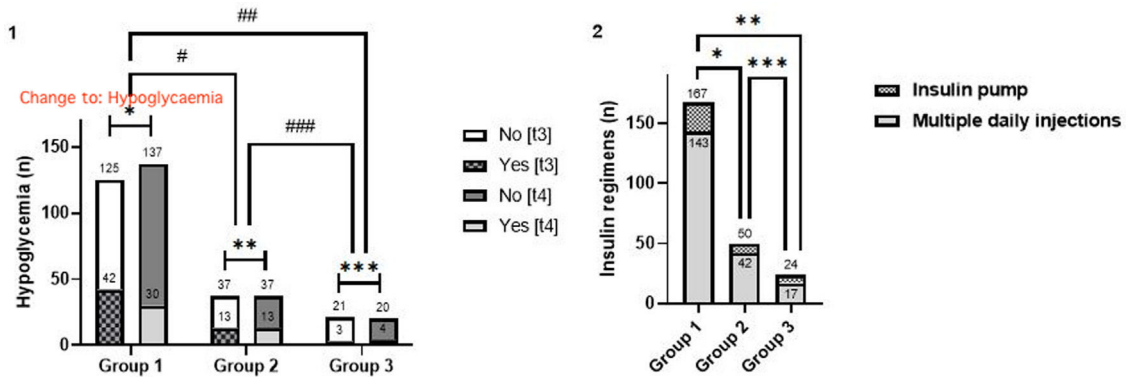 1
##
#
Change to: Hypoglycaemia
*
###
**
***
Hypoglycemia (n)
150
100
50
0
125
137
42
30
37
37
13
13
21
20
3
4
Group 1
Group 2
Group 3
No [t3]
Yes [t3]
No [t4]
Yes [t4]
2
**
*
***
Insulin regimens (n)
150
100
50
0
167
143
50
42
24
17
Group 1
Group 2
Group 3
Insulin pump
Multiple daily injections